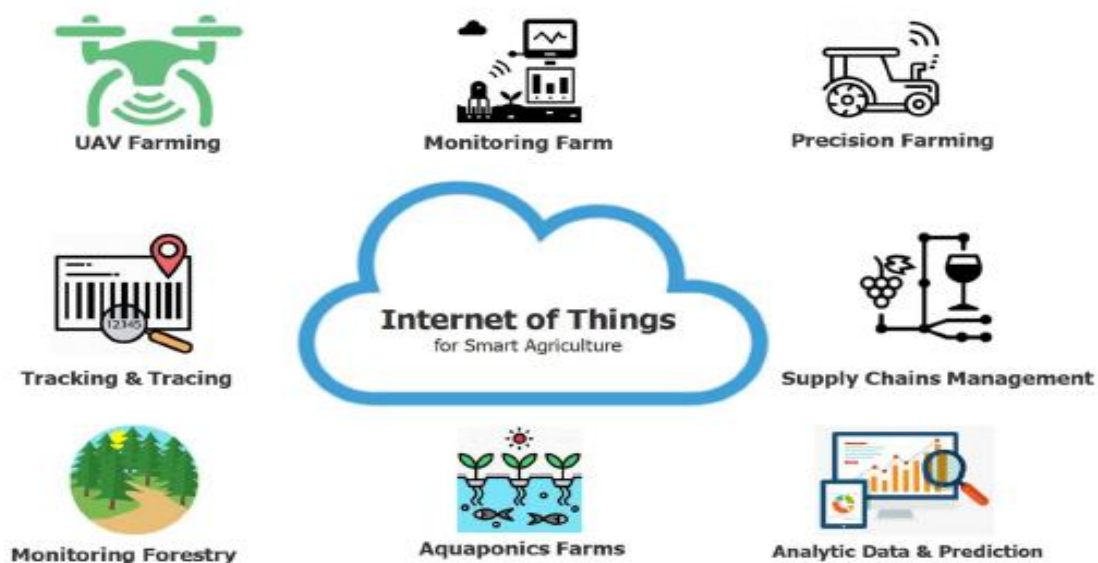 UAV Farming
Monitoring Farm
Precision Farming
Internet of Things
for Smart Agriculture
12345
Tracking & Tracing
Supply Chains Management
Monitoring Forestry
Aquaponics Farms
Analytic Data & Prediction